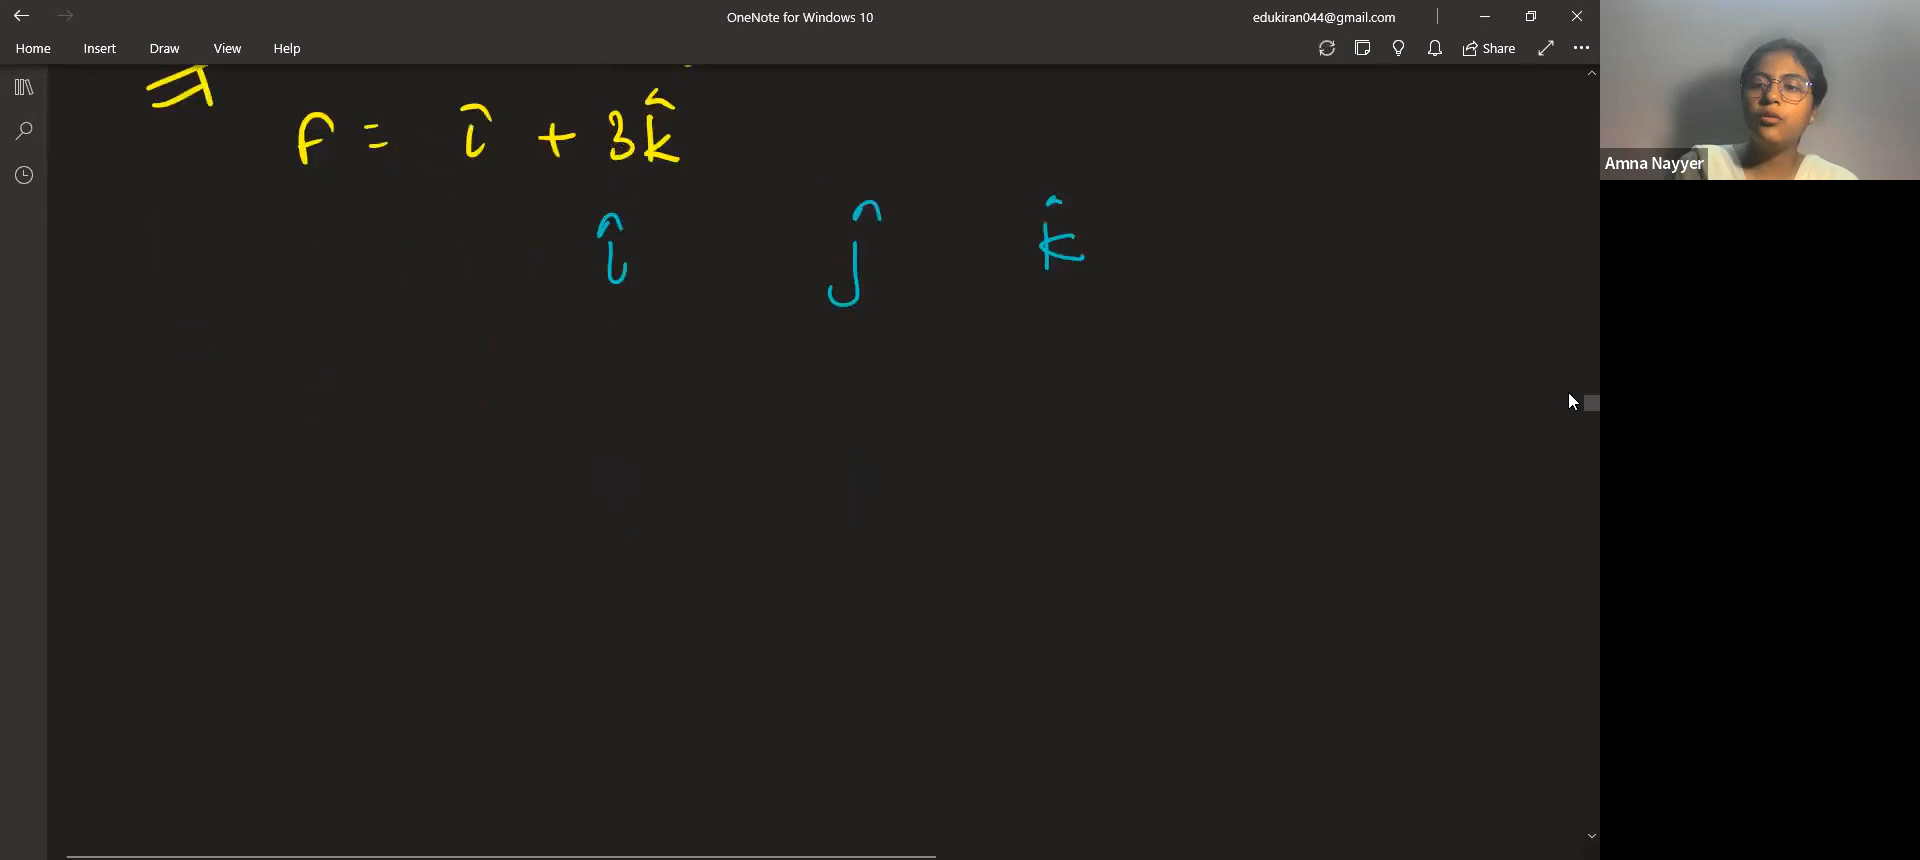 OneNote for Windows 10
edukiran044@gmail.com
Home Insert Draw View Help
Share
F = î + 3k̂
î ĵ k̂
Amna Nayyer